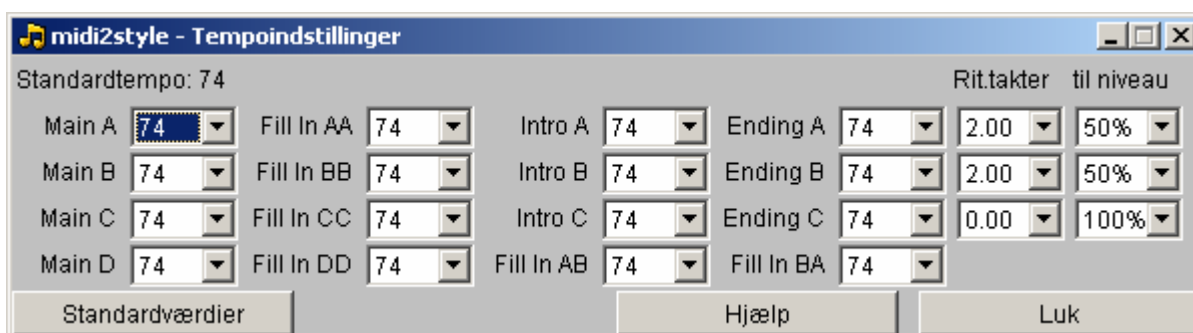 midi2style - Tempoindstillinger
Standardtempo: 74 Rit.takter til niveau
Main A 74 Fill In AA 74 Intro A 74 Ending A 74 2.00 50%
Main B 74 Fill In BB 74 Intro B 74 Ending B 74 2.00 50%
Main C 74 Fill In CC 74 Intro C 74 Ending C 74 0.00 100%
Main D 74 Fill In DD 74 Fill In AB 74 Fill In BA 74
Standardværdier Hjælp Luk